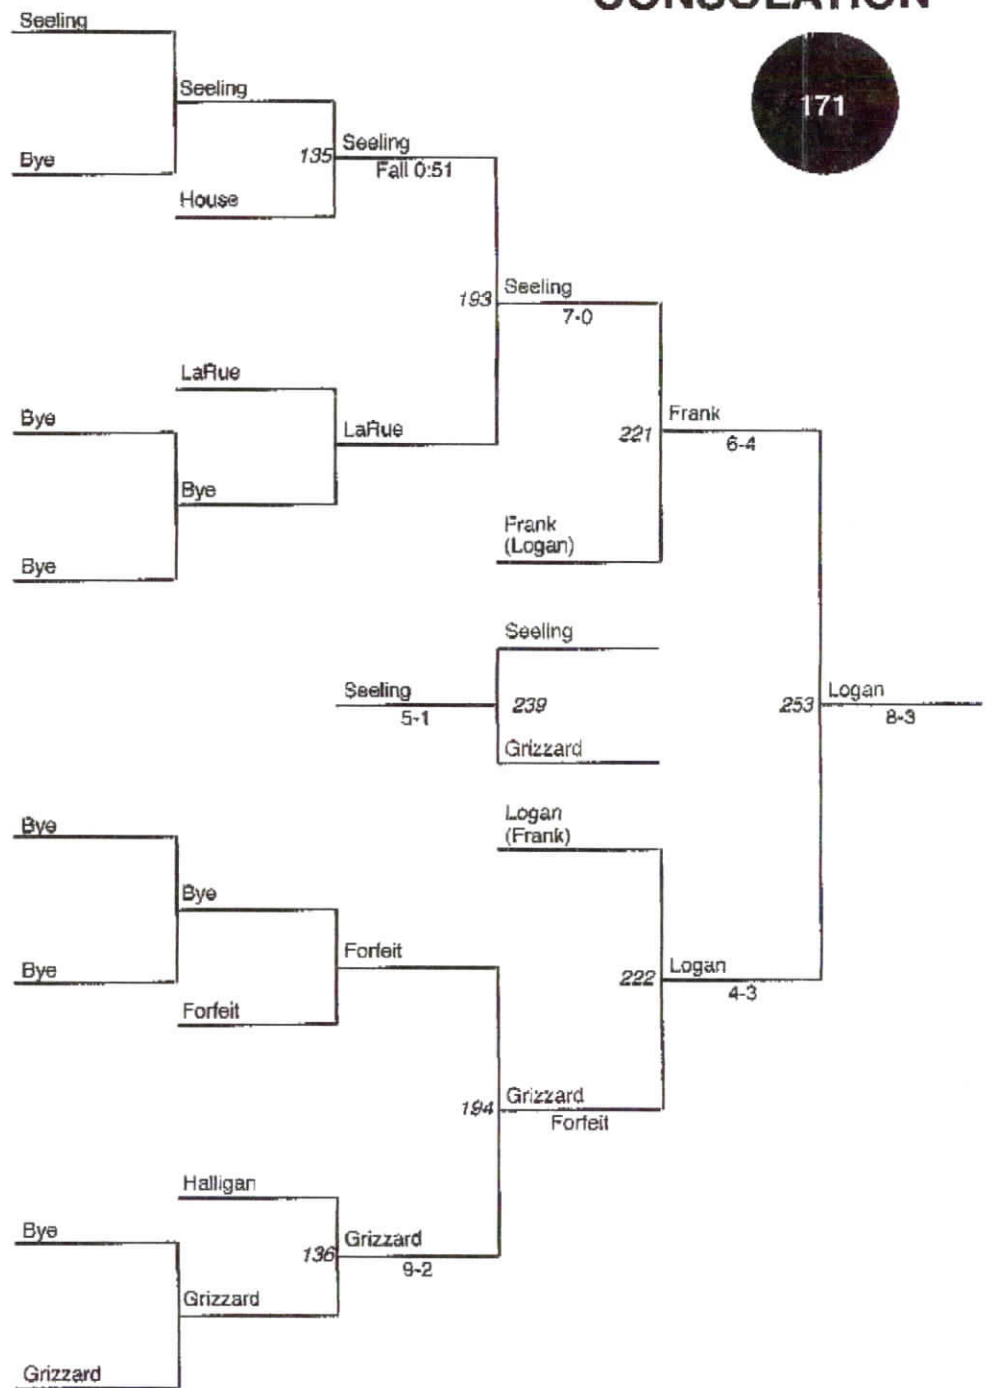 CONSOLATION
171
Seeling
Bye
Seeling
House
135
Seeling
Fall 0:51
193
Seeling
7-0
LaRue
Bye
Bye
Bye
LaRue
221
Frank
6-4
Frank
(Logan)
Seeling
Seeling
5-1
239
Grizzard
253
Logan
8-3
Logan
(Frank)
Bye
Bye
Bye
Forfeit
Forfeit
222
Logan
4-3
194
Grizzard
Forfeit
Halligan
Bye
136
Grizzard
9-2
Grizzard
Grizzard